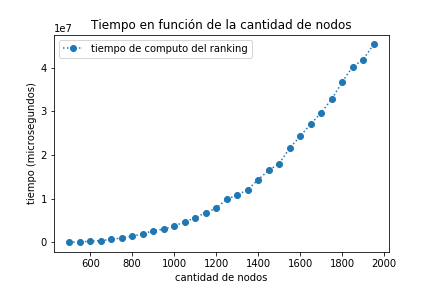 Tiempo en función de la cantidad de nodos
1e7
tiempo de computo del ranking
4
3
2
1
0
tiempo (microsegundos)
600 800 1000 1200 1400 1600 1800 2000
cantidad de nodos